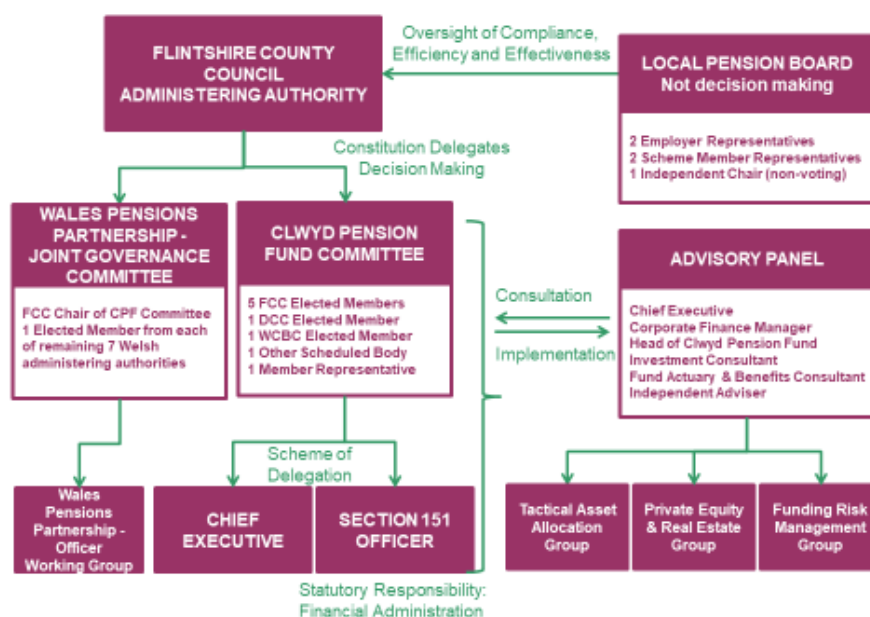 FLINTSHIRE COUNTY
COUNCIL
ADMINISTERING AUTHORITY
Oversight of Compliance,
Efficiency and Effectiveness
LOCAL PENSION BOARD
Not decision making
2 Employer Representatives
2 Scheme Member Representatives
1 Independent Chair (non-voting)
Constitution Delegates
Decision Making
WALES PENSIONS
PARTNERSHIP -
JOINT GOVERNANCE
COMMITTEE
FCC Chair of CPF Committee
1 Elected Member from each
of remaining 7 Welsh
administering authorities
CLWYD PENSION
FUND COMMITTEE
5 FCC Elected Members
1 DCC Elected Member
1 WCBC Elected Member
1 Other Scheduled Body
1 Member Representative
Consultation
Implementation
ADVISORY PANEL
Chief Executive
Corporate Finance Manager
Head of Clwyd Pension Fund
Investment Consultant
Fund Actuary & Benefits Consultant
Independent Adviser
Scheme of
Delegation
Wales
Pensions
Partnership -
Officer
Working Group
CHIEF
EXECUTIVE
SECTION 151
OFFICER
Tactical Asset
Allocation
Group
Private Equity
& Real Estate
Group
Funding Risk
Management
Group
Statutory Responsibility:
Financial Administration